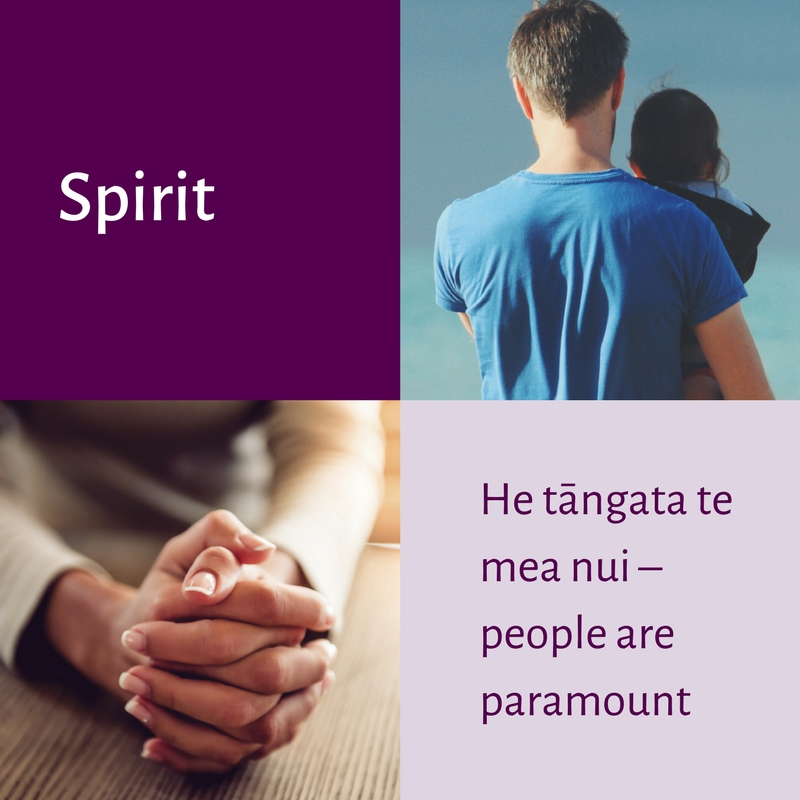 Spirit
He tāngata te
mea nui –
people are
paramount